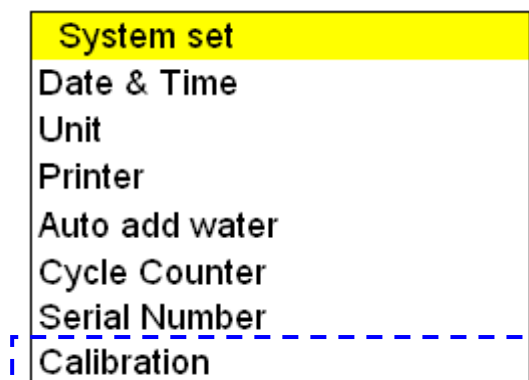 System set
Date & Time
Unit
Printer
Auto add water
Cycle Counter
Serial Number
Calibration